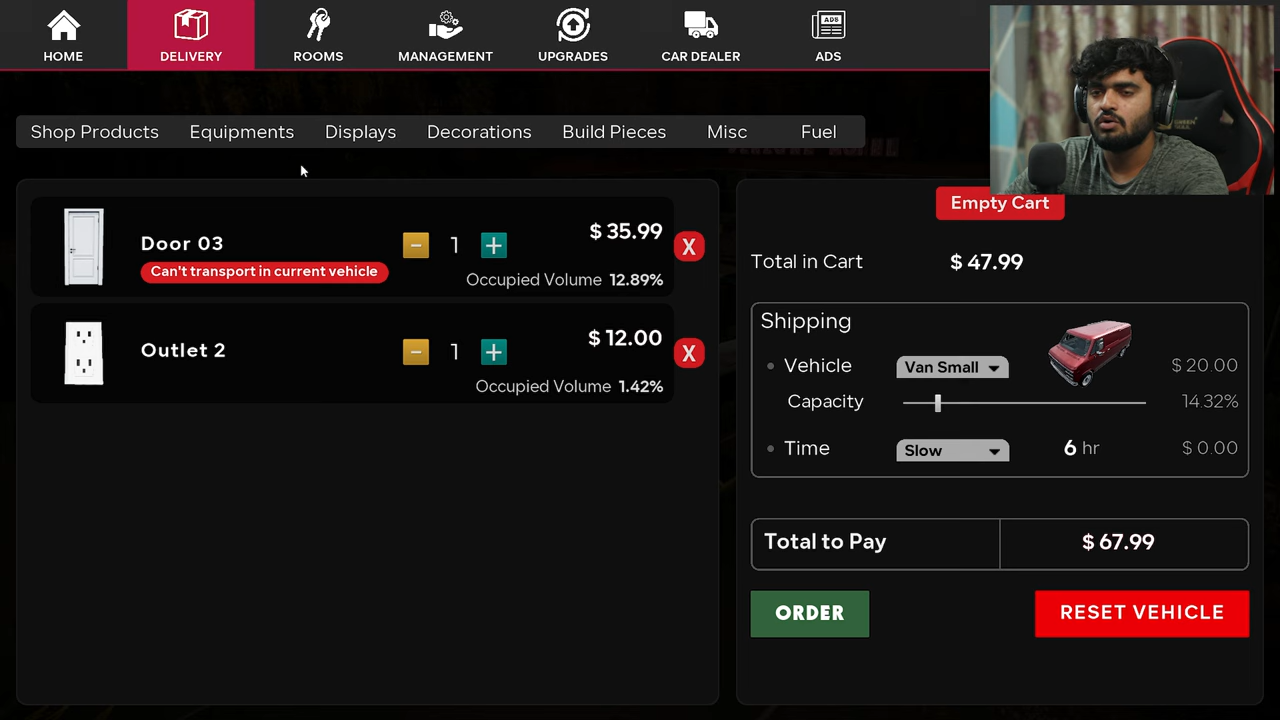 HOME
DELIVERY
ROOMS
MANAGEMENT
UPGRADES
CAR DEALER
ADS
Shop Products
Equipments
Displays
Decorations
Build Pieces
Misc
Fuel
Door 03
Can't transport in current vehicle
− 1 +
$ 35.99
X
Occupied Volume 12.89%
Outlet 2
− 1 +
$ 12.00
X
Occupied Volume 1.42%
Empty Cart
Total in Cart $ 47.99
Shipping
Vehicle Van Small $ 20.00
Capacity 14.32%
Time Slow 6 hr $ 0.00
Total to Pay $ 67.99
ORDER
RESET VEHICLE